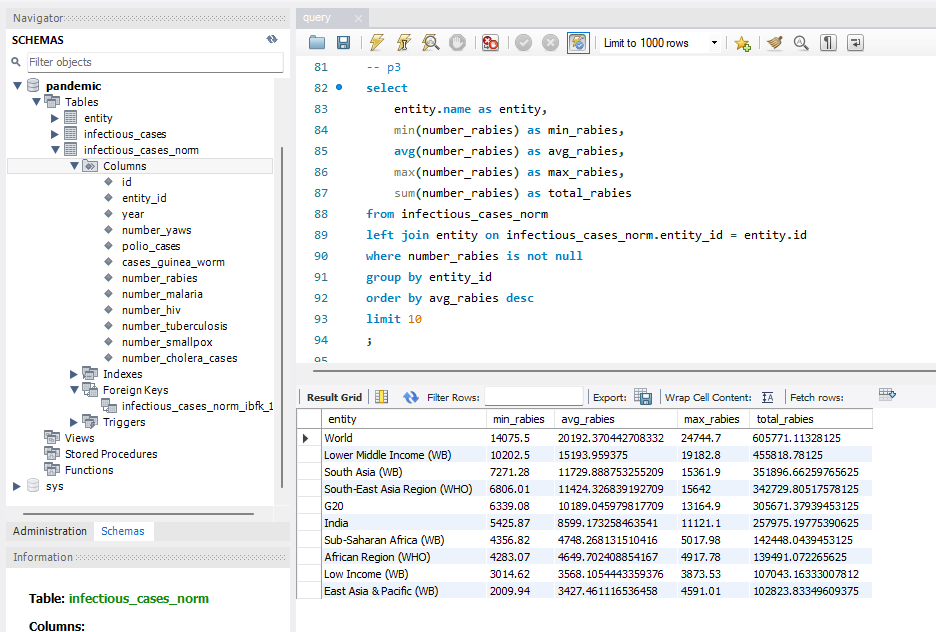 Navigator
SCHEMAS
Filter objects
pandemic
Tables
entity
infectious_cases
infectious_cases_norm
Columns
id
entity_id
year
number_yaws
polio_cases
cases_guinea_worm
number_rabies
number_malaria
number_hiv
number_tuberculosis
number_smallpox
number_cholera_cases
Indexes
Foreign Keys
infectious_cases_norm_ibfk_1
Triggers
Views
Stored Procedures
Functions
sys
Administration Schemas
Information
Table: infectious_cases_norm
Columns:
query
Limit to 1000 rows
81 -- p3
82 select
83 entity.name as entity,
84 min(number_rabies) as min_rabies,
85 avg(number_rabies) as avg_rabies,
86 max(number_rabies) as max_rabies,
87 sum(number_rabies) as total_rabies
88 from infectious_cases_norm
89 left join entity on infectious_cases_norm.entity_id = entity.id
90 where number_rabies is not null
91 group by entity_id
92 order by avg_rabies desc
93 limit 10
94 ;
95
Result Grid Filter Rows: Export: Wrap Cell Content: Fetch rows:
entity min_rabies avg_rabies max_rabies total_rabies
World 14075.5 20192.370442708332 24744.7 605771.11328125
Lower Middle Income (WB) 10202.5 15193.959375 19182.8 455818.78125
South Asia (WB) 7271.28 11729.888753255209 15361.9 351896.66259765625
South-East Asia Region (WHO) 6806.01 11424.326839192709 15642 342729.80517578125
G20 6339.08 10189.045979817709 13164.9 305671.37939453125
India 5425.87 8599.173258463541 11121.1 257975.19775390625
Sub-Saharan Africa (WB) 4356.82 4748.268131510416 5017.98 142448.0439453125
African Region (WHO) 4283.07 4649.702408854167 4917.78 139491.072265625
Low Income (WB) 3014.62 3568.1054443359376 3873.53 107043.16333007812
East Asia & Pacific (WB) 2009.94 3427.461116536458 4591.01 102823.83349609375